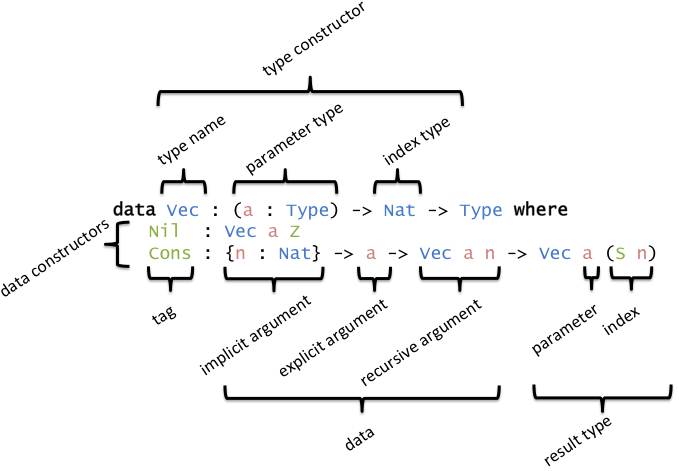 type constructor
type name
parameter type
index type
data Vec : (a : Type) -> Nat -> Type where
Nil : Vec a Z
Cons : {n : Nat} -> a -> Vec a n -> Vec a (S n)
data constructors
tag
implicit argument
explicit argument
recursive argument
parameter
index
data
result type